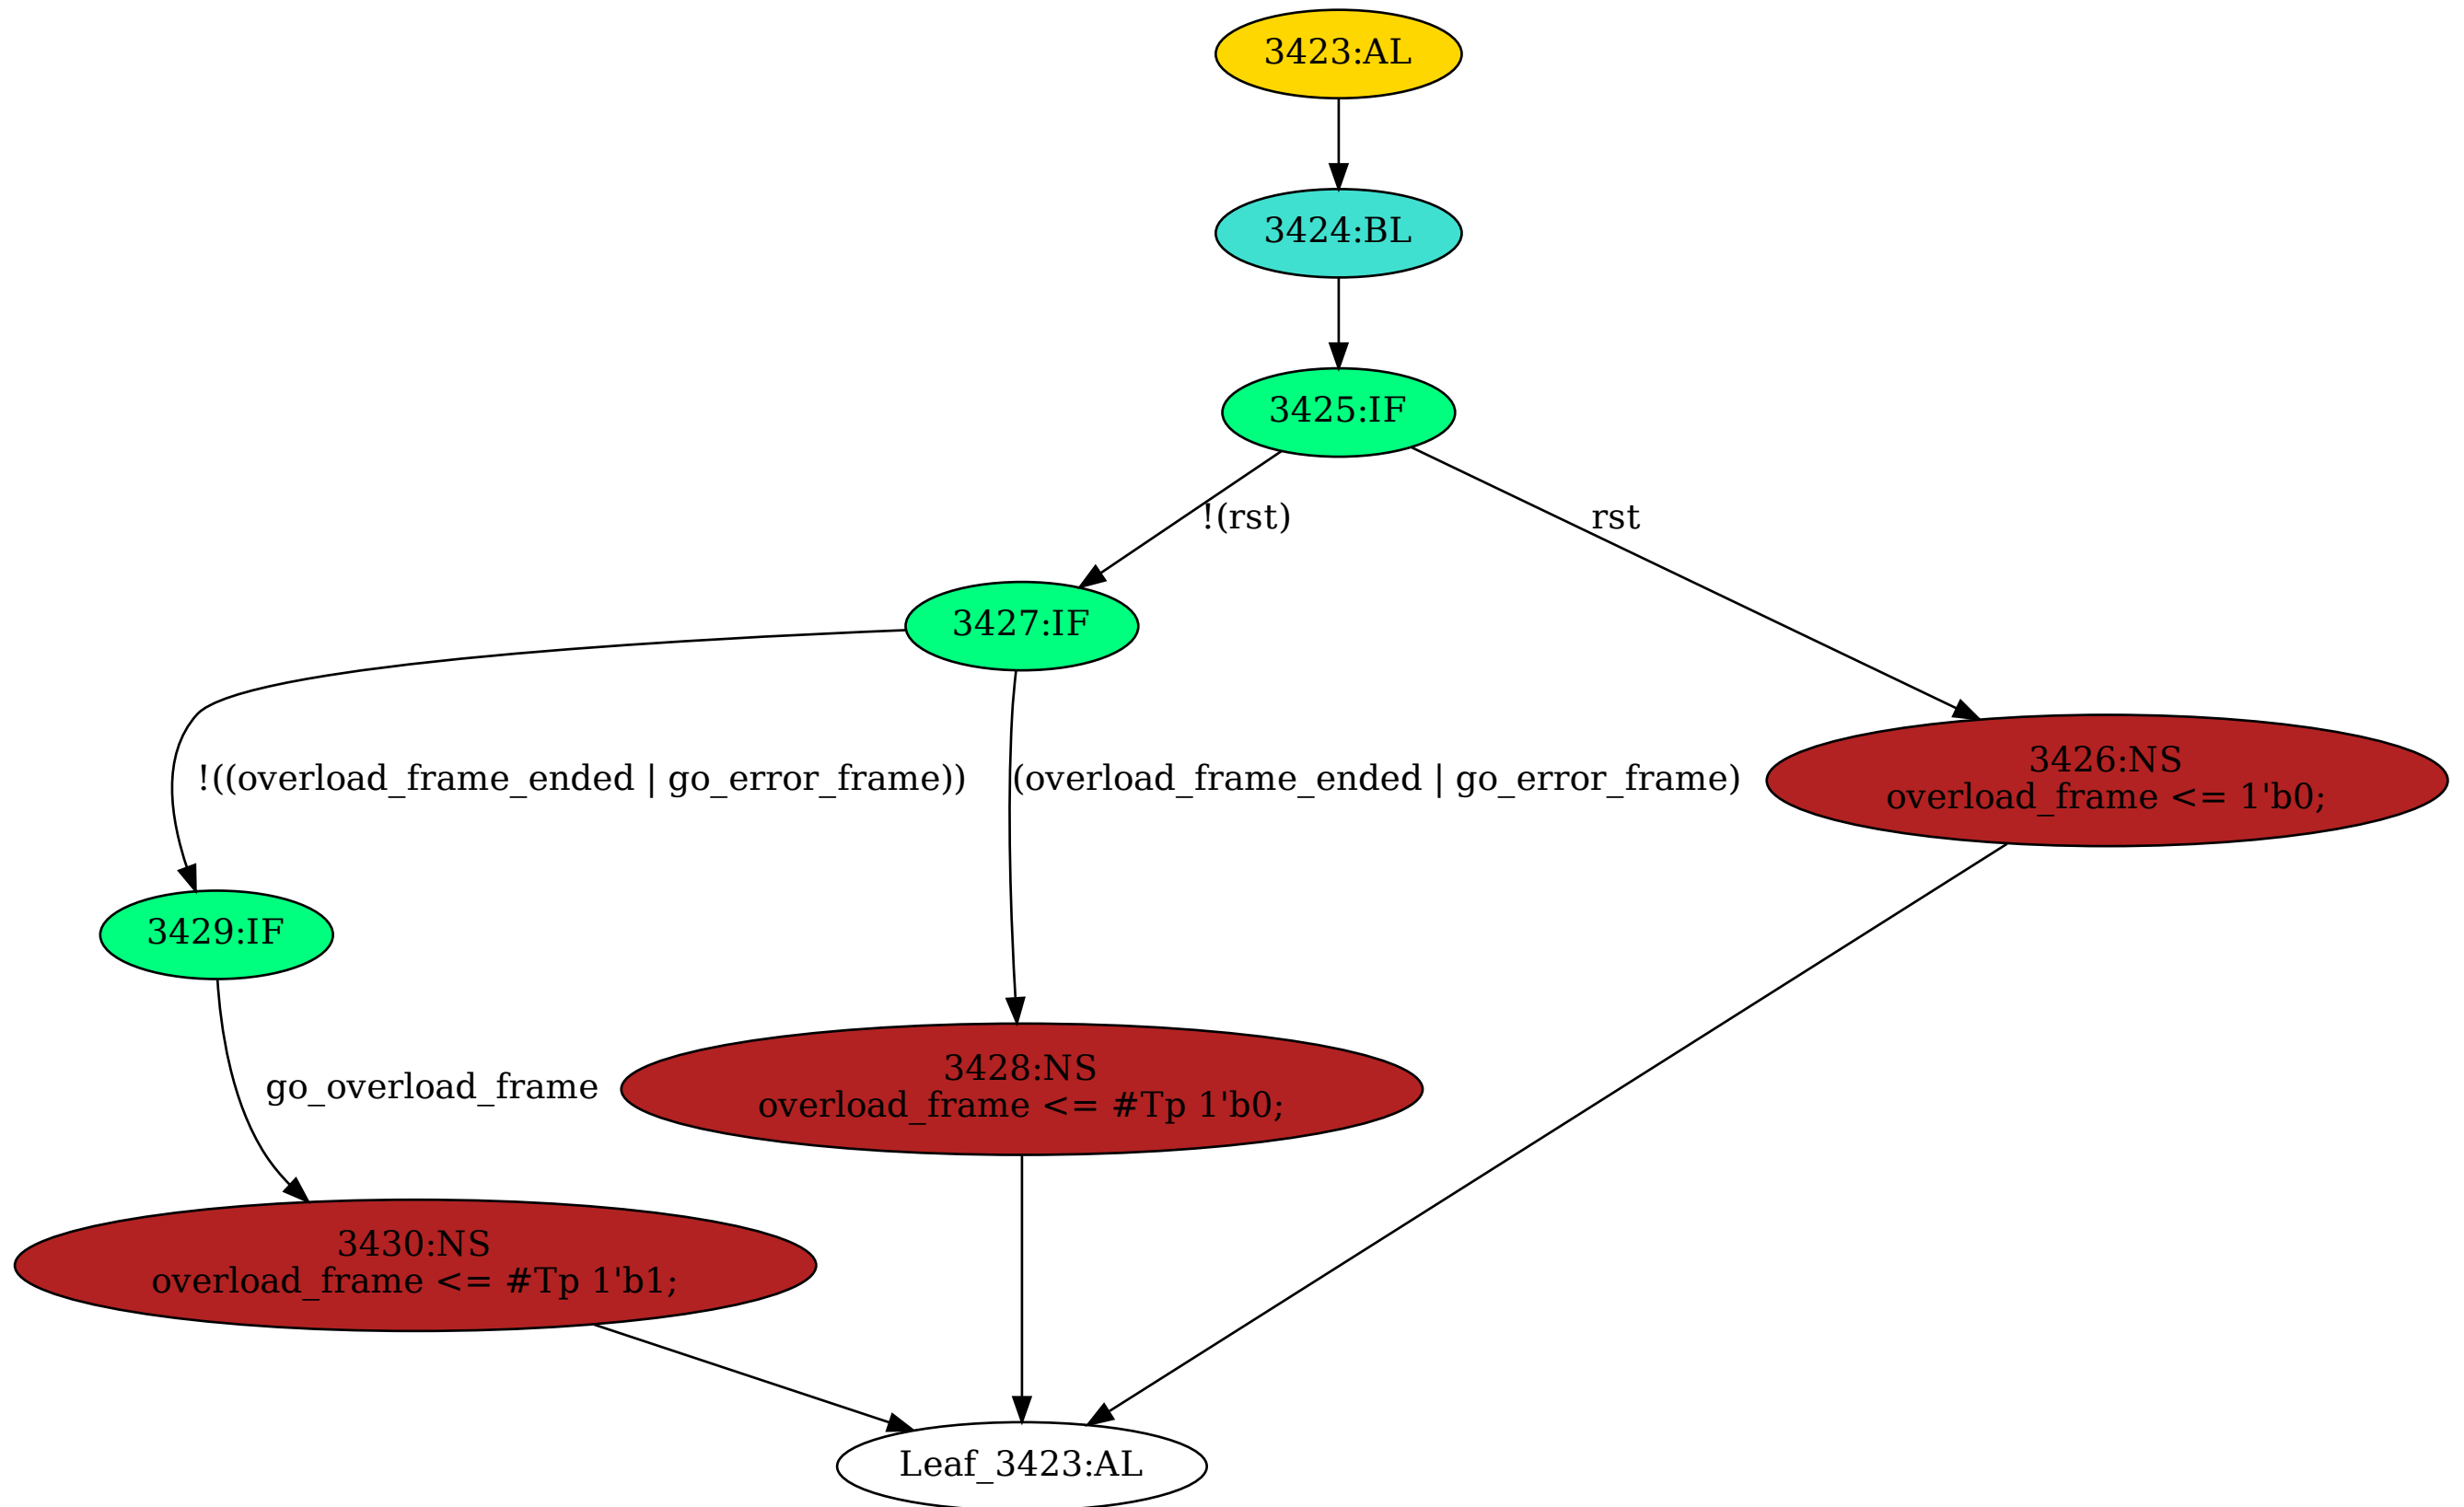 3423:AL
3424:BL
3425:IF
!(rst)
rst
3427:IF
3426:NS
overload_frame <= 1'b0;
!((overload_frame_ended | go_error_frame))
(overload_frame_ended | go_error_frame)
3429:IF
3428:NS
overload_frame <= #Tp 1'b0;
go_overload_frame
3430:NS
overload_frame <= #Tp 1'b1;
Leaf_3423:AL